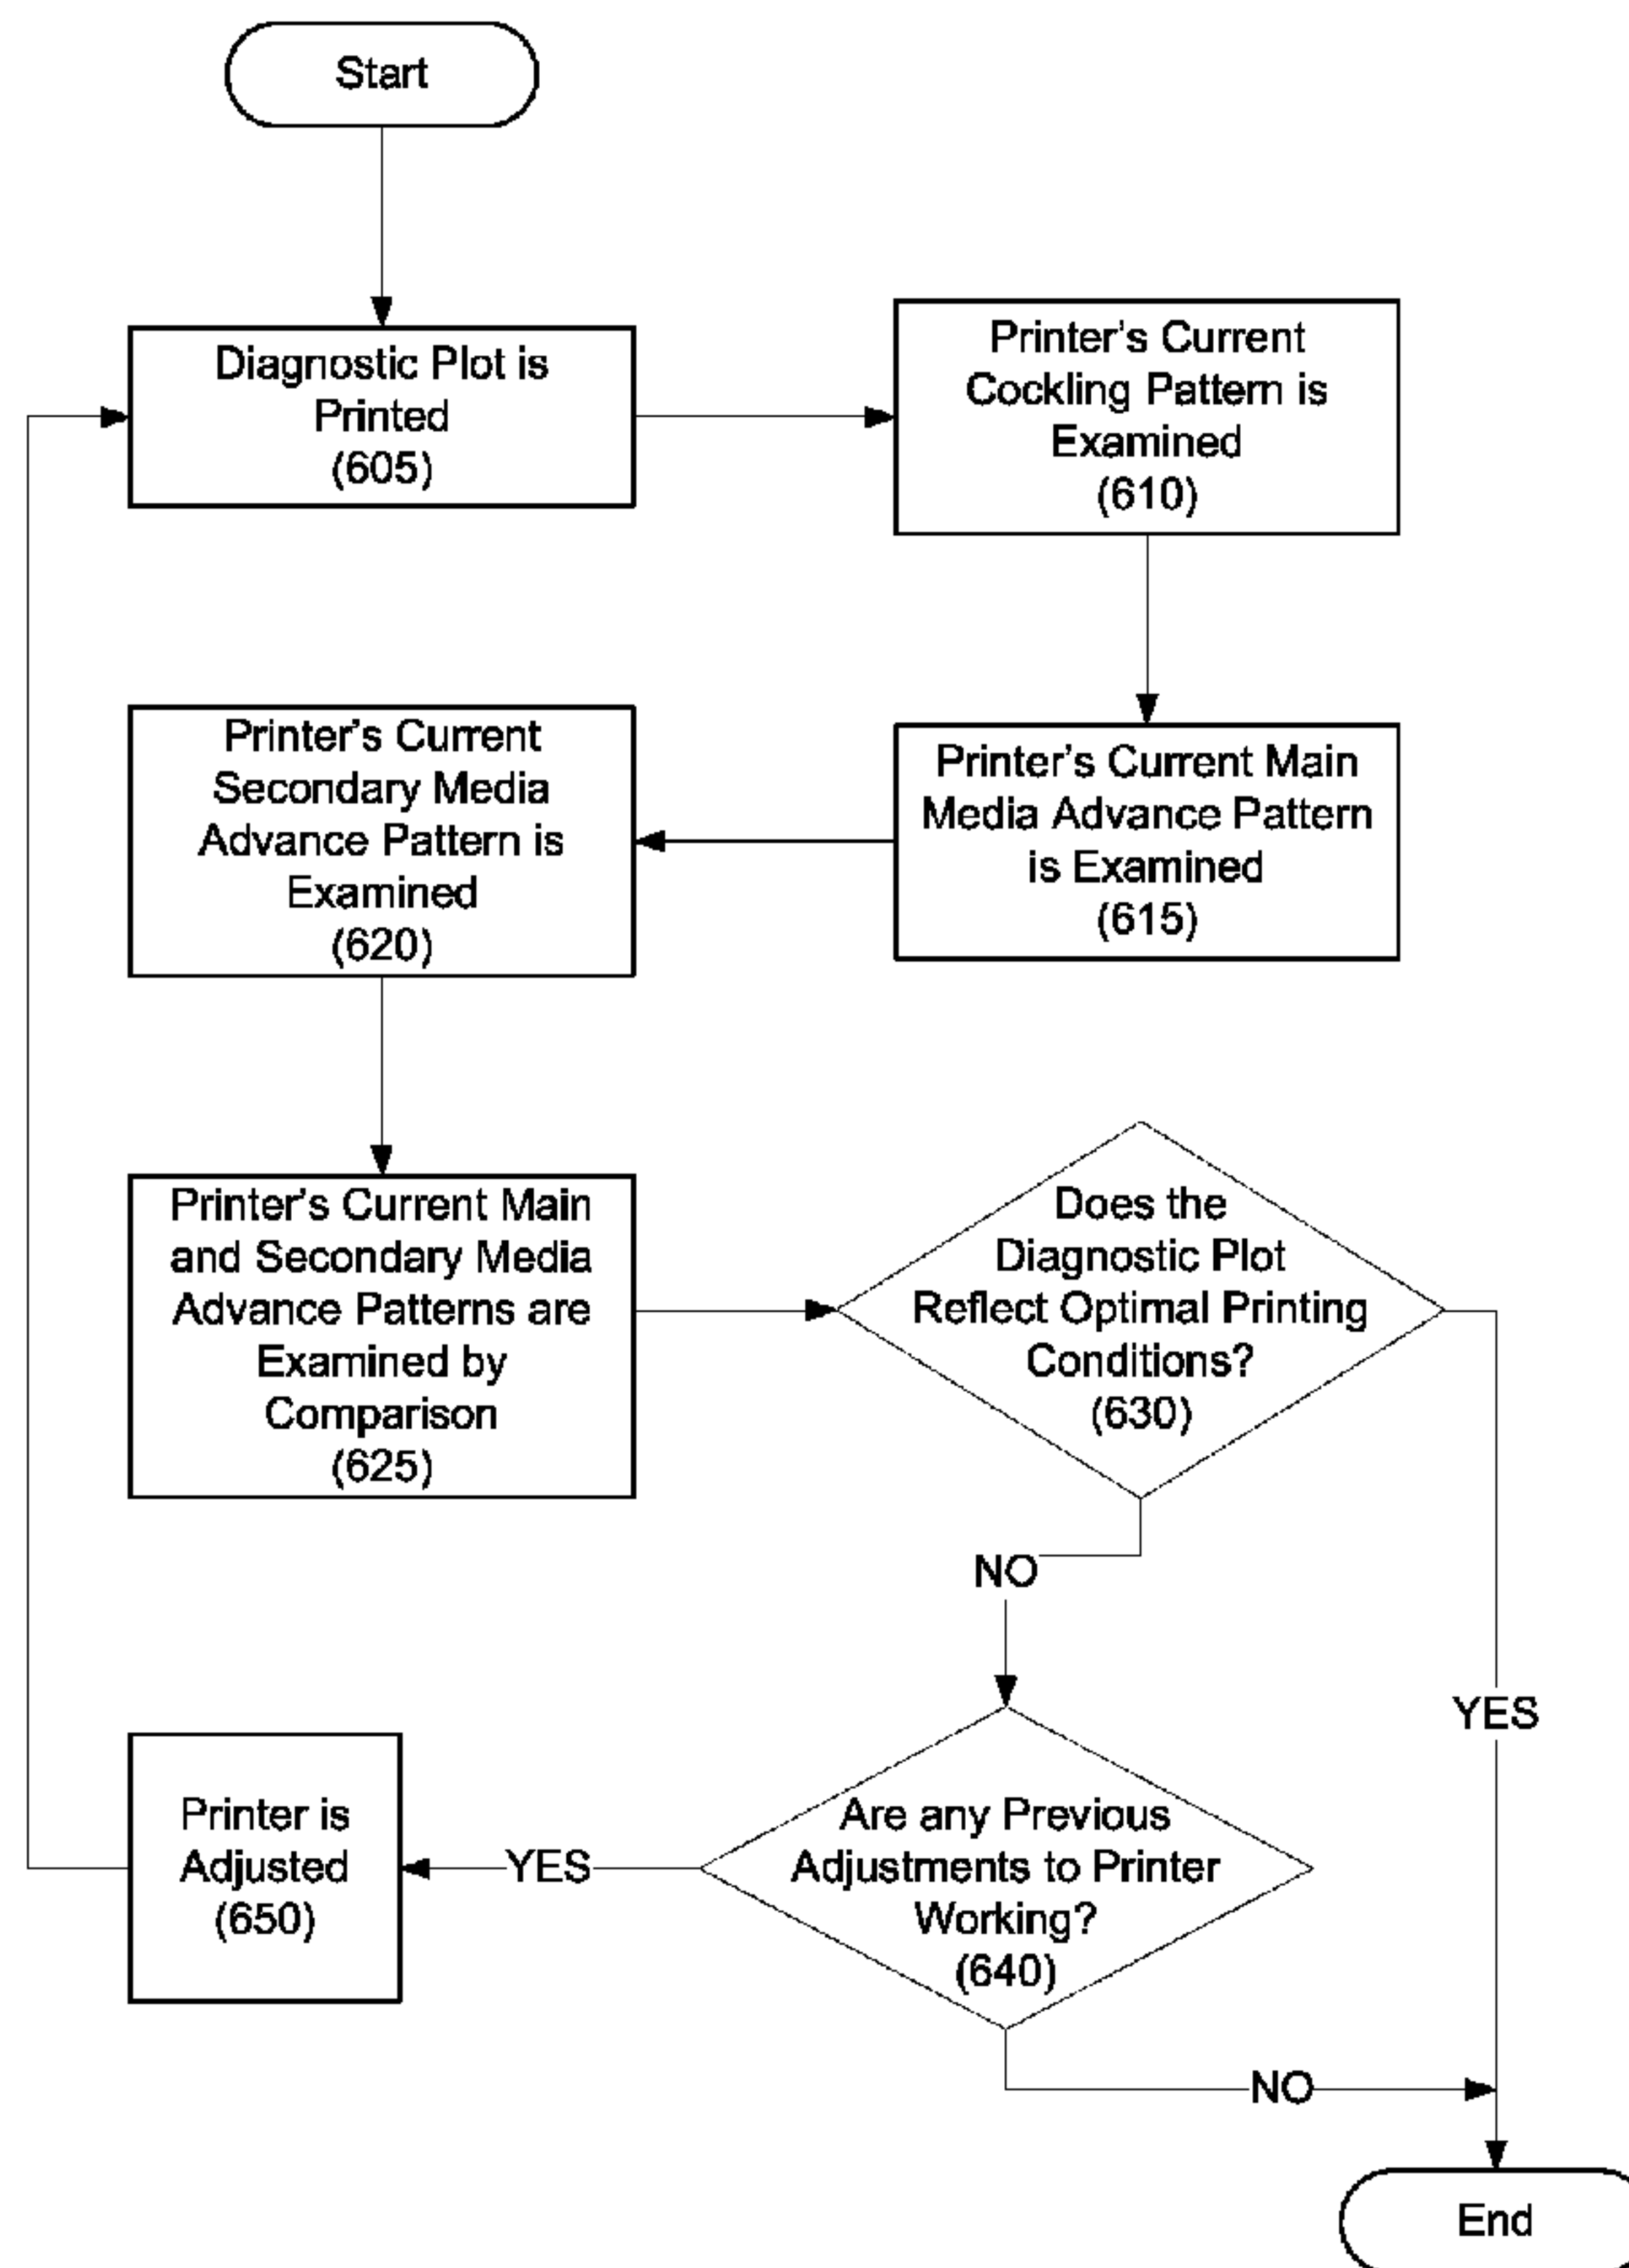 Start
Diagnostic Plot is
Printed
(605)
Printer's Current
Cockling Pattern is
Examined
(610)
Printer's Current Main
Media Advance Pattern
is Examined
(615)
Printer's Current
Secondary Media
Advance Pattern is
Examined
(620)
Printer's Current Main
and Secondary Media
Advance Patterns are
Examined by
Comparison
(625)
Does the
Diagnostic Plot
Reflect Optimal Printing
Conditions?
(630)
NO
YES
Are any Previous
Adjustments to Printer
Working?
(640)
YES
Printer is
Adjusted
(650)
NO
End